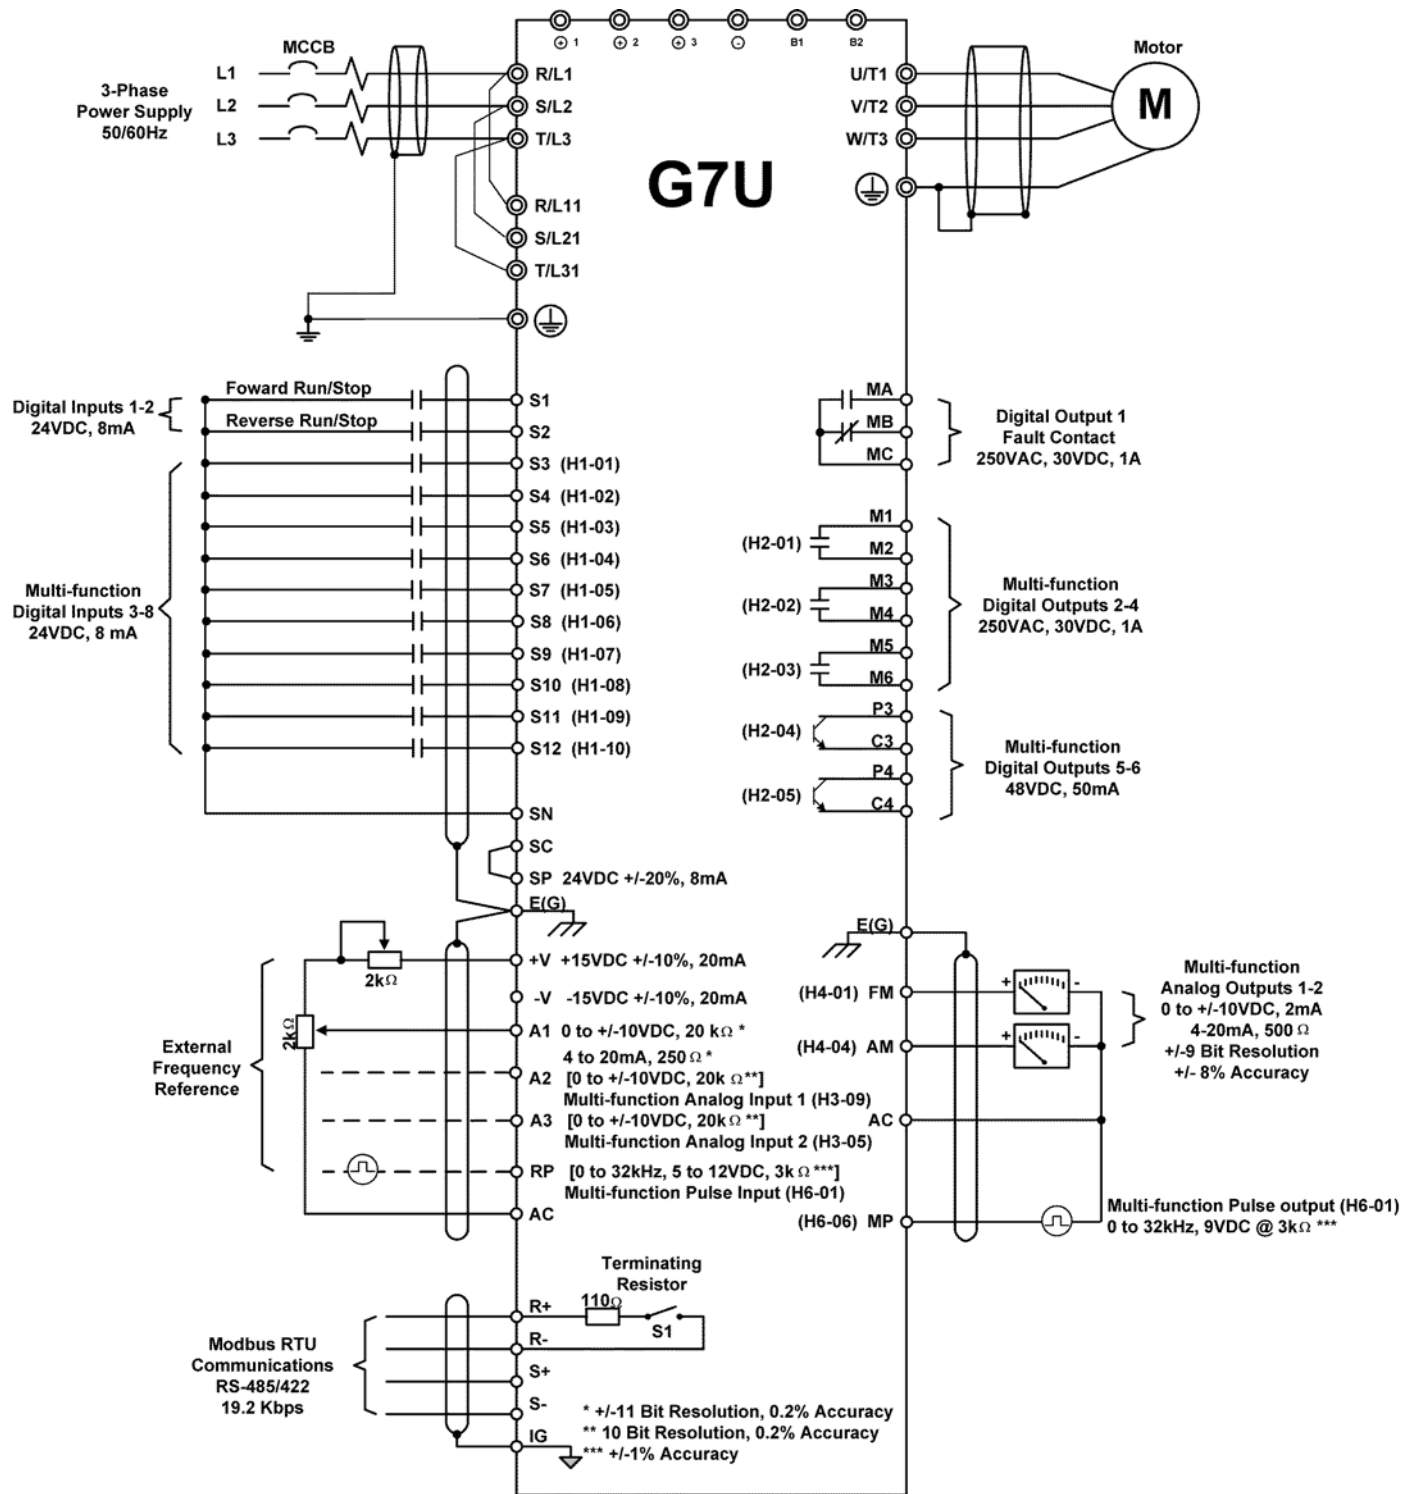 1 2 3 - B1 B2
MCCB
L1
L2
L3
3-Phase
Power Supply
50/60Hz
R/L1
S/L2
T/L3
R/L11
S/L21
T/L31
G7U
U/T1
V/T2
W/T3
Motor
M
Digital Inputs 1-2
24VDC, 8mA
Foward Run/Stop
Reverse Run/Stop
S1
S2
S3 (H1-01)
S4 (H1-02)
S5 (H1-03)
S6 (H1-04)
S7 (H1-05)
S8 (H1-06)
S9 (H1-07)
S10 (H1-08)
S11 (H1-09)
S12 (H1-10)
Multi-function
Digital Inputs 3-8
24VDC, 8 mA
SN
SC
SP 24VDC +/-20%, 8mA
E(G)
MA
MB
MC
Digital Output 1
Fault Contact
250VAC, 30VDC, 1A
M1
(H2-01)
M2
M3
(H2-02)
M4
M5
(H2-03)
M6
Multi-function
Digital Outputs 2-4
250VAC, 30VDC, 1A
P3
(H2-04)
C3
P4
(H2-05)
C4
Multi-function
Digital Outputs 5-6
48VDC, 50mA
2kΩ
2kΩ
External
Frequency
Reference
+V +15VDC +/-10%, 20mA
-V -15VDC +/-10%, 20mA
A1 0 to +/-10VDC, 20 kΩ *
4 to 20mA, 250 Ω *
A2 [0 to +/-10VDC, 20k Ω **]
Multi-function Analog Input 1 (H3-09)
A3 [0 to +/-10VDC, 20k Ω **]
Multi-function Analog Input 2 (H3-05)
RP [0 to 32kHz, 5 to 12VDC, 3k Ω ***]
Multi-function Pulse Input (H6-01)
AC
E(G)
(H4-01) FM
+ -
(H4-04) AM
+ -
AC
(H6-06) MP
Multi-function
Analog Outputs 1-2
0 to +/-10VDC, 2mA
4-20mA, 500 Ω
+/-9 Bit Resolution
+/- 8% Accuracy
Multi-function Pulse output (H6-01)
0 to 32kHz, 9VDC @ 3kΩ ***
Terminating
Resistor
110Ω
S1
R+
R-
S+
S-
IG
Modbus RTU
Communications
RS-485/422
19.2 Kbps
* +/-11 Bit Resolution, 0.2% Accuracy
** 10 Bit Resolution, 0.2% Accuracy
*** +/-1% Accuracy